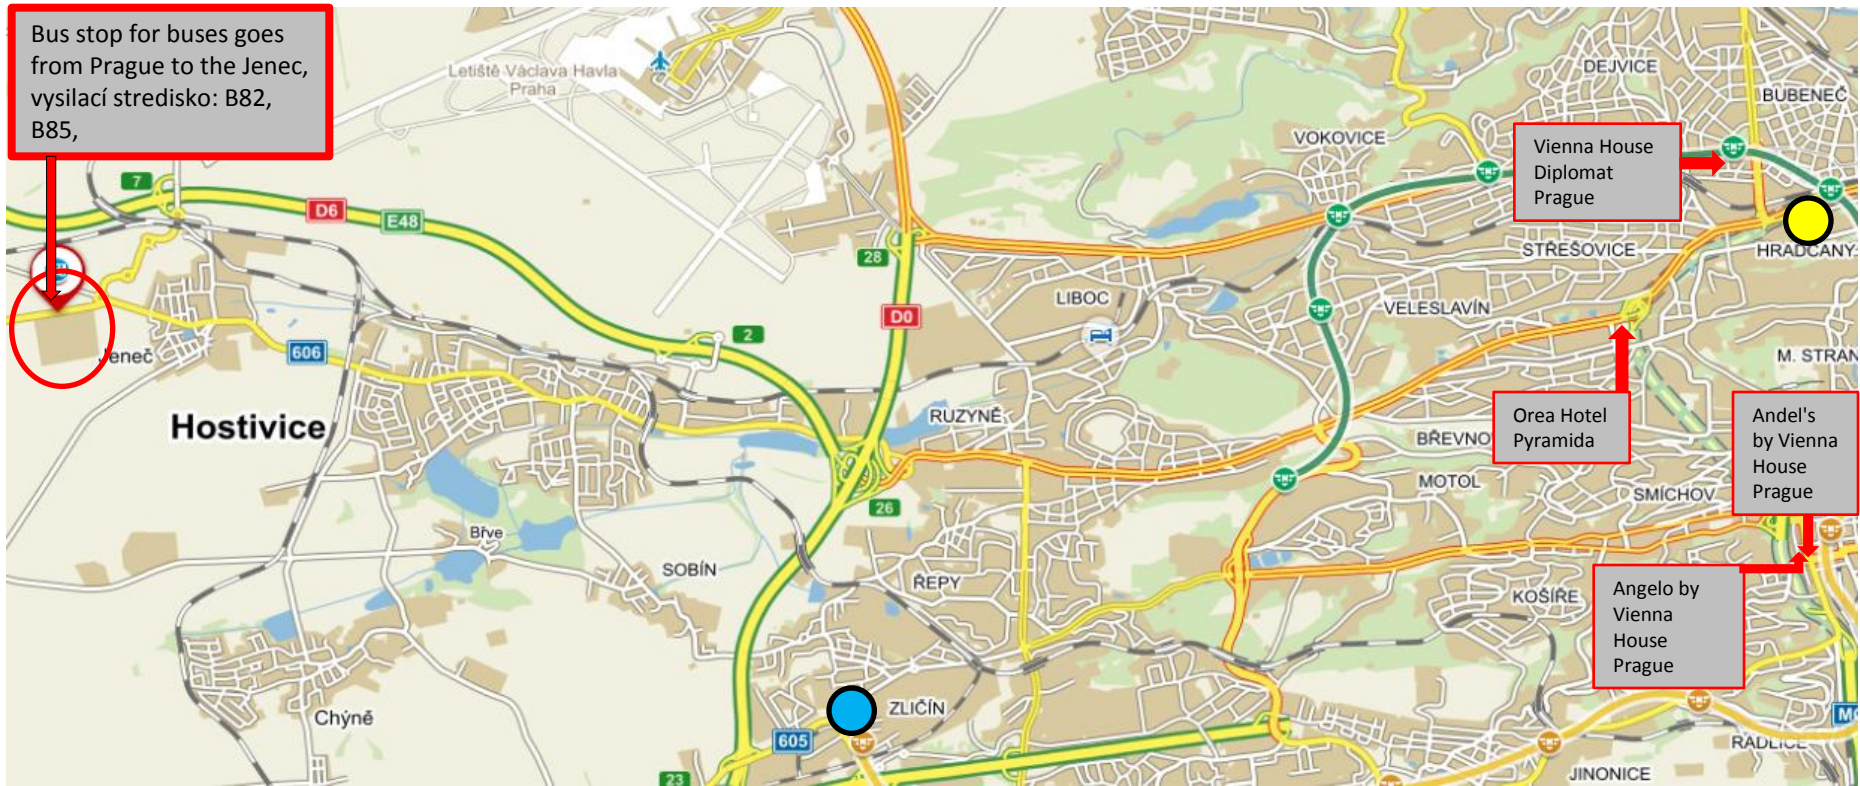 Bus stop for buses goes
from Prague to the Jenec,
vysilací stredisko: B82,
B85,
Letiště Václava Havla
Praha
DEJVICE
BUBENEČ
VOKOVICE
Vienna House
Diplomat
Prague
7
D6
E48
28
STŘEŠOVICE
HRADČANY
LIBOC
VELESLAVÍN
D0
2
606
Jeneč
M. STRAN
Hostivice
RUZYNĚ
Orea Hotel
Pyramida
Andel's
by Vienna
House
Prague
BŘEVNO
MOTOL
SMÍCHOV
26
Břve
SOBÍN
ŘEPY
KOŠÍŘE
Angelo by
Vienna
House
Prague
Chýně
ZLIČÍN
605
23
RADLICE
JINONICE